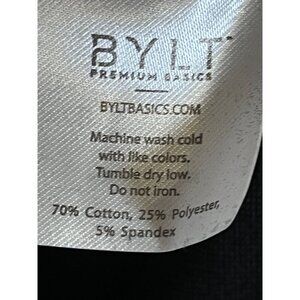 BYLT
PREMIUM BASICS
BYLTBASICS.COM
Machine wash cold
with like colors.
Tumble dry low.
Do not iron.
70% Cotton, 25% Polyester,
5% Spandex